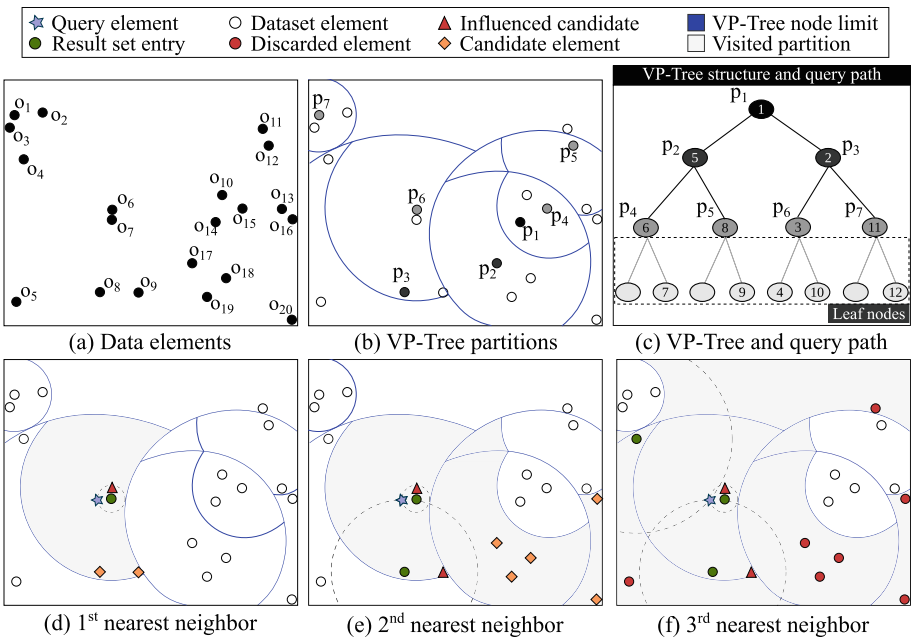 Query element
Dataset element
Influenced candidate
VP-Tree node limit
Result set entry
Discarded element
Candidate element
Visited partition
o1
o2
o3
o4
o5
o6
o7
o8
o9
o10
o11
o12
o13
o14
o15
o16
o17
o18
o19
o20
(a) Data elements
p7
p5
p6
p4
p1
p2
p3
(b) VP-Tree partitions
VP-Tree structure and query path
p1
1
p2
5
2
p3
p4
6
p5
8
p6
3
p7
11
7
9
4
10
12
Leaf nodes
(c) VP-Tree and query path
(d) 1st nearest neighbor
(e) 2nd nearest neighbor
(f) 3rd nearest neighbor